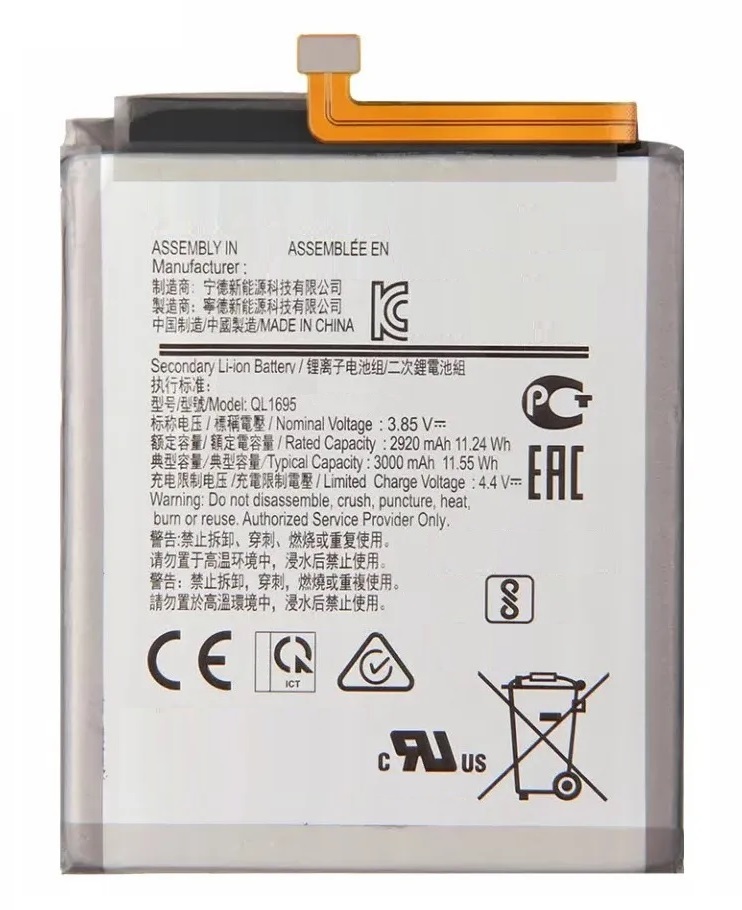 ASSEMBLY IN ASSEMBLÉE EN
Manufacturer :
制造商：宁德新能源科技有限公司
製造商：寧德新能源科技有限公司
中国制造/中國製造/MADE IN CHINA
Secondary Li-ion Battery / 锂离子电池组/二次鋰電池組
执行标准：
型号/型號/Model: QL1695
标称电压 / 標稱電壓 / Nominal Voltage : 3.85 V⎓
额定容量/ 額定電容量 / Rated Capacity : 2920 mAh 11.24 Wh
典型容量/典型容量/Typical Capacity : 3000 mAh 11.55 Wh
充电限制电压 /充電限制電壓 / Limited Charge Voltage : 4.4 V⎓
Warning: Do not disassemble, crush, puncture, heat,
burn or reuse. Authorized Service Provider Only.
警告:禁止拆卸、穿刺、燃烧或重复使用。
请勿置于高温环境中，浸水后禁止使用。
警告：禁止拆卸，穿刺，燃燒或重複使用。
請勿置於高溫環境中，浸水后禁止使用。
KC
PCT
EAC
CE
ICT
c RU US